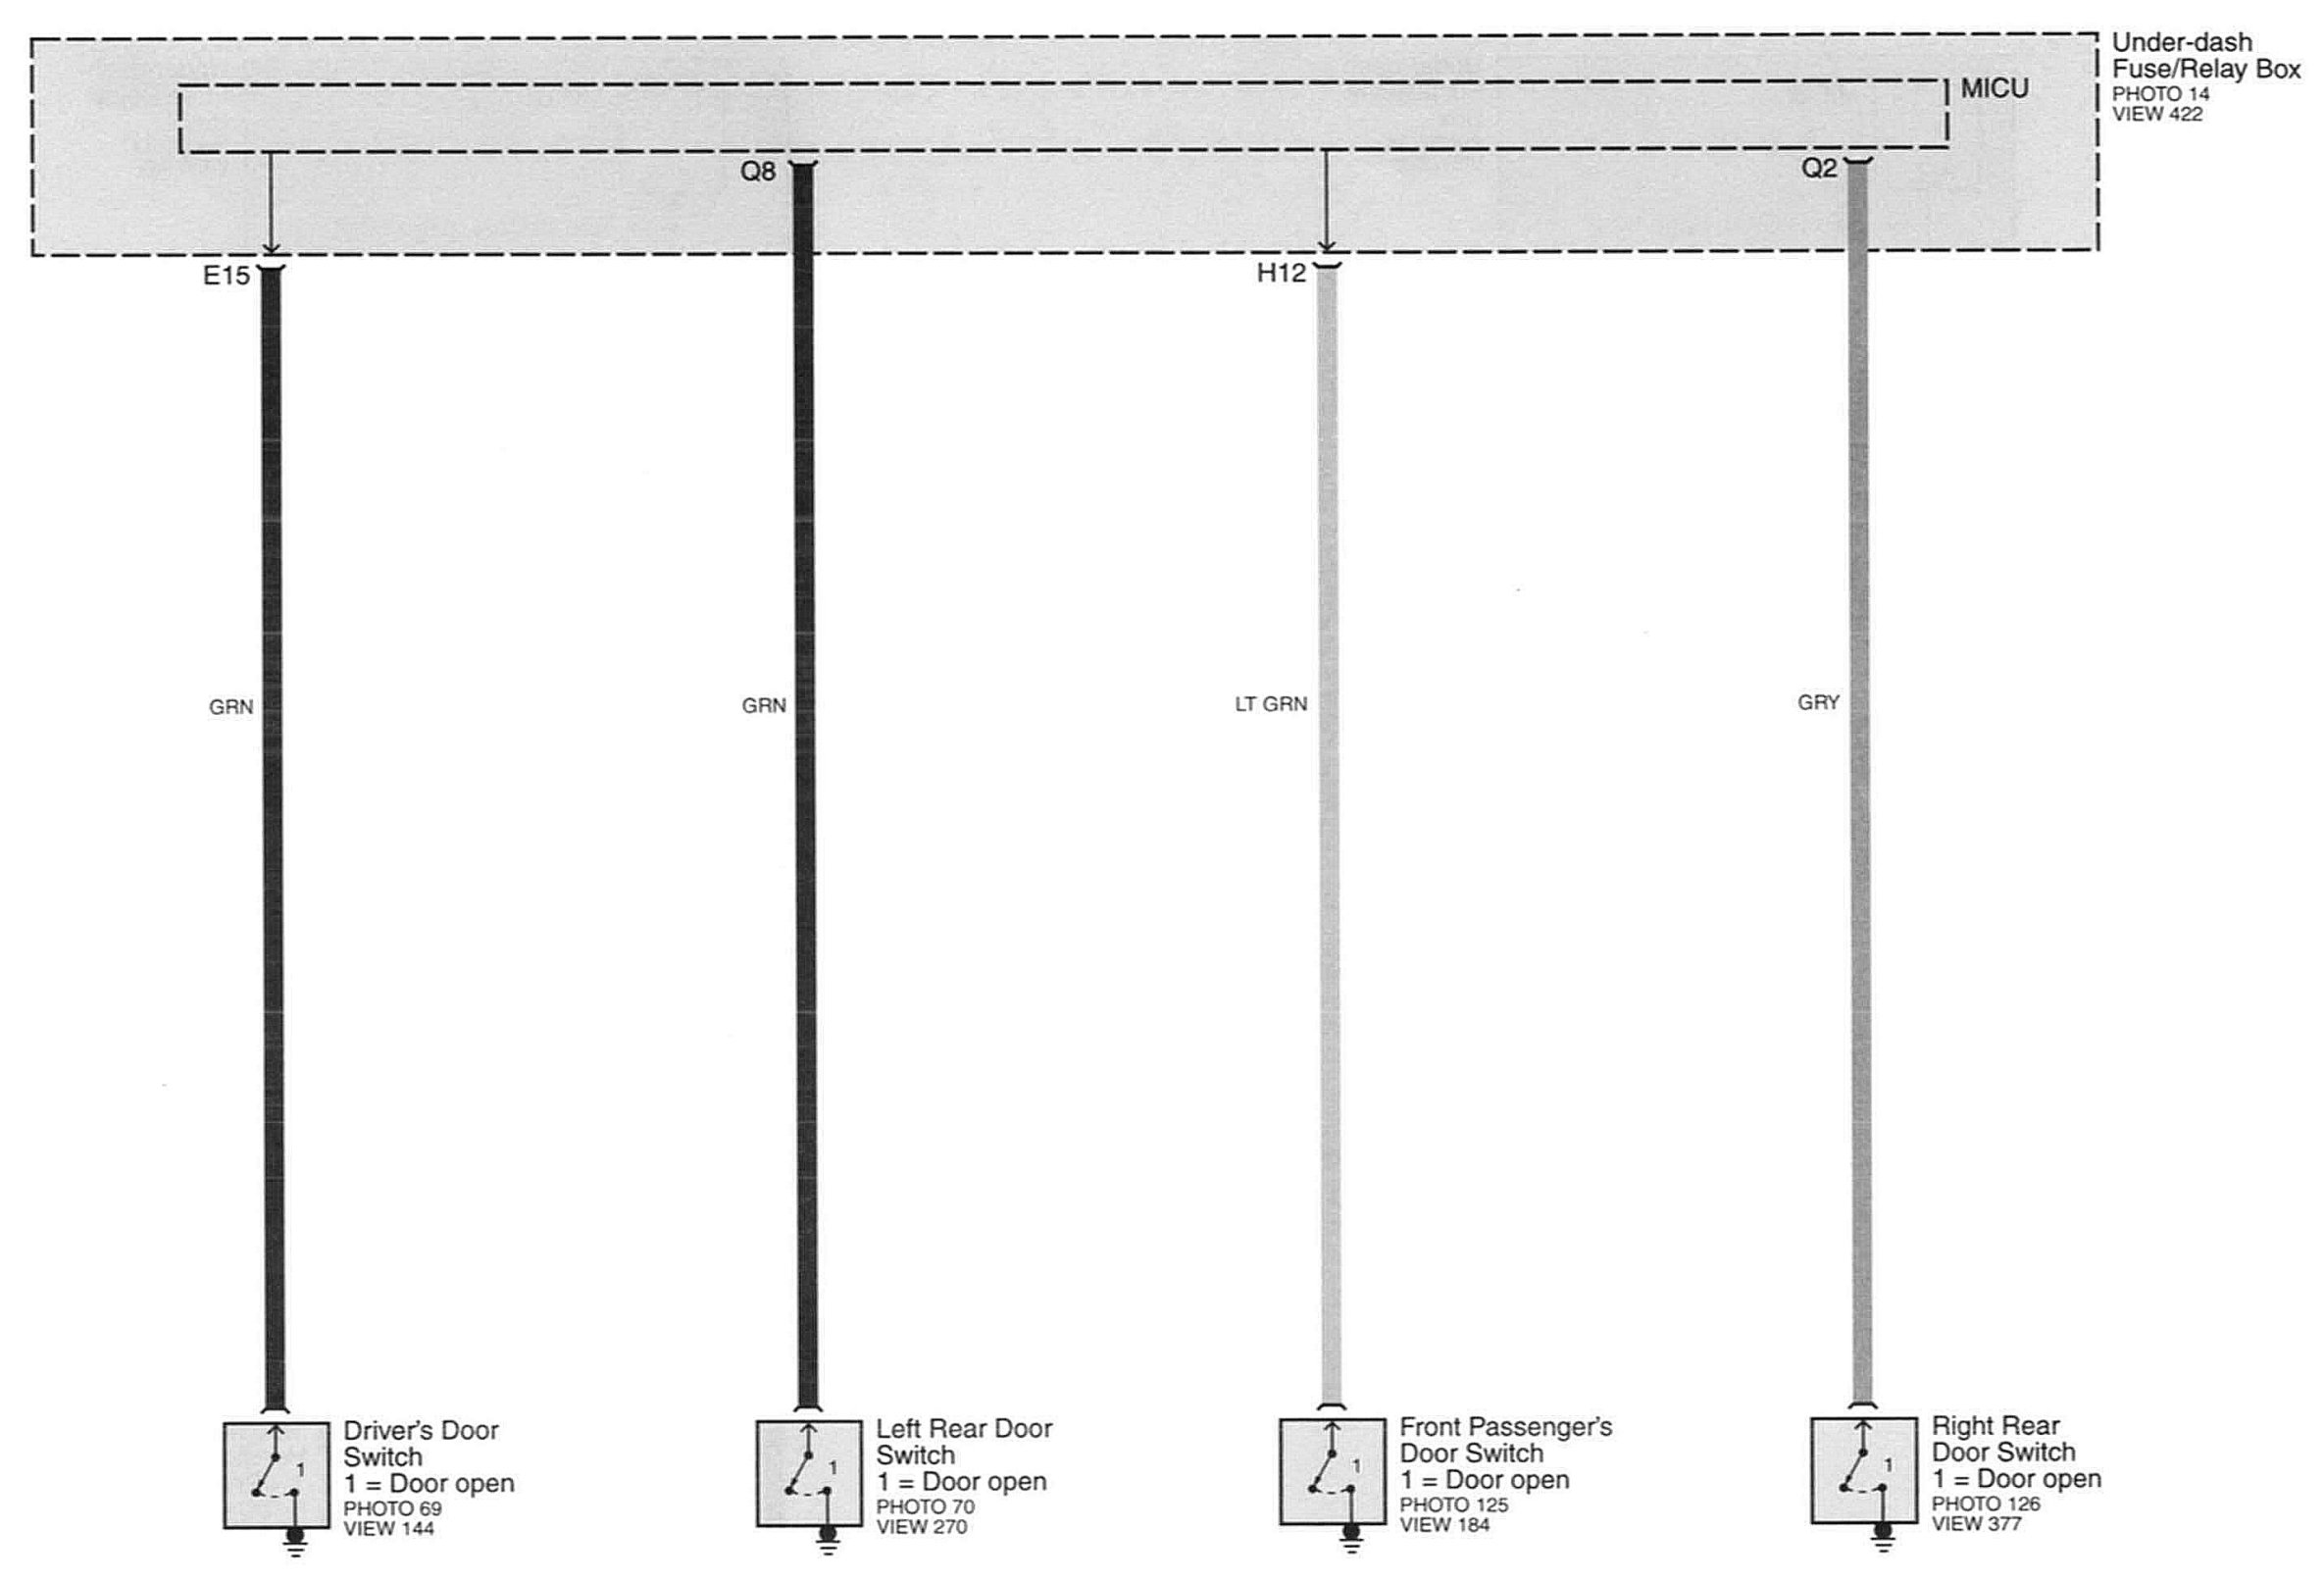 Under-dash
Fuse/Relay Box
PHOTO 14
VIEW 422
MICU
Q8
Q2
E15
H12
GRN
GRN
LT GRN
GRY
1
Driver's Door
Switch
1 = Door open
PHOTO 69
VIEW 144
1
Left Rear Door
Switch
1 = Door open
PHOTO 70
VIEW 270
1
Front Passenger's
Door Switch
1 = Door open
PHOTO 125
VIEW 184
1
Right Rear
Door Switch
1 = Door open
PHOTO 126
VIEW 377